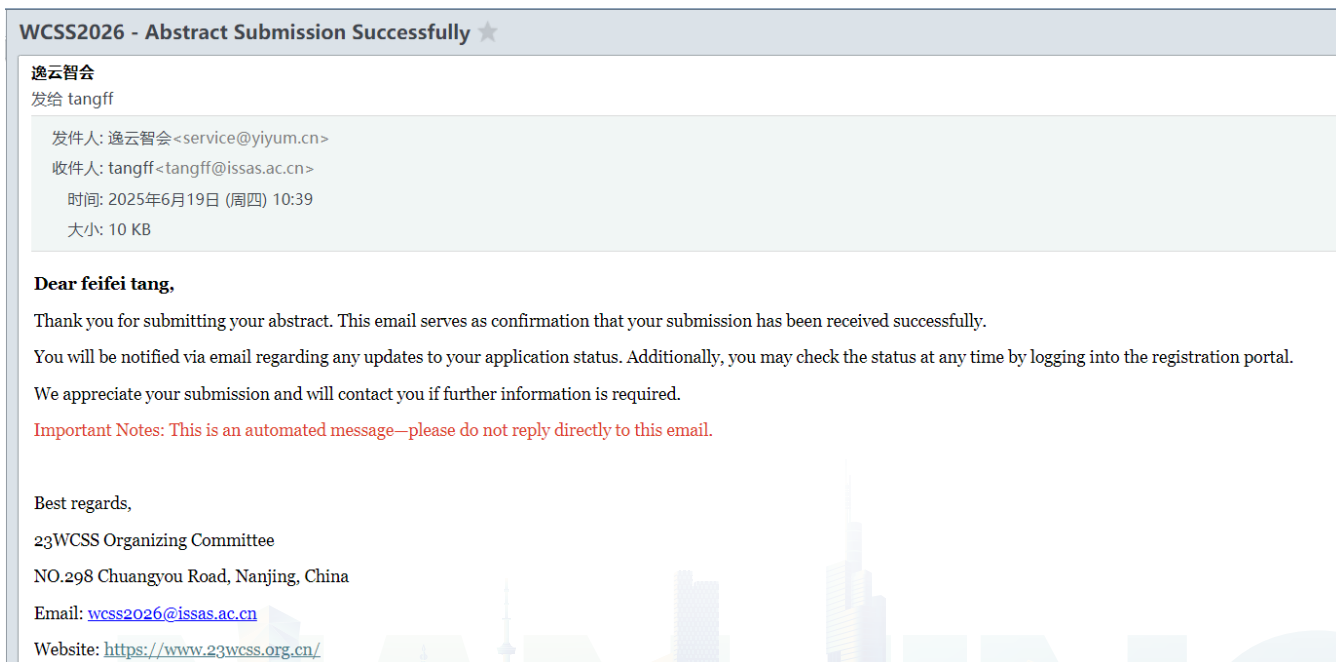 WCSS2026 - Abstract Submission Successfully
逸云智会
发给 tangff
发件人: 逸云智会<service@yiyum.cn>
收件人: tangff<tangff@issas.ac.cn>
时间: 2025年6月19日 (周四) 10:39
大小: 10 KB
Dear feifei tang,
Thank you for submitting your abstract. This email serves as confirmation that your submission has been received successfully.
You will be notified via email regarding any updates to your application status. Additionally, you may check the status at any time by logging into the registration portal.
We appreciate your submission and will contact you if further information is required.
Important Notes: This is an automated message—please do not reply directly to this email.
Best regards,
23WCSS Organizing Committee
NO.298 Chuangyou Road, Nanjing, China
Email: wcss2026@issas.ac.cn
Website: https://www.23wcss.org.cn/